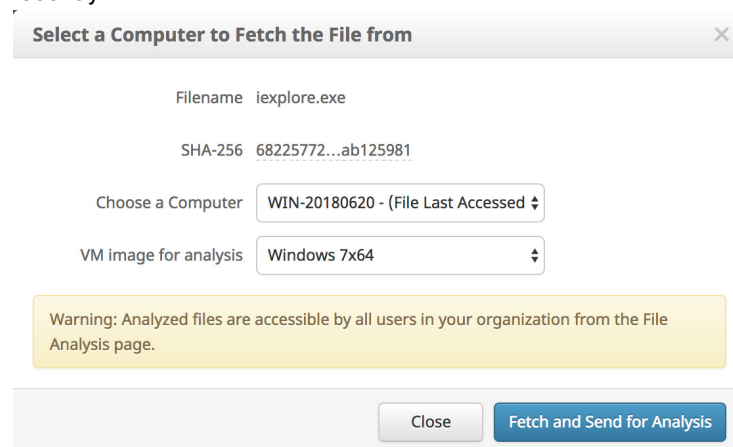 Select a Computer to Fetch the File from ×
Filename iexplore.exe
SHA-256 68225772...ab125981
Choose a Computer WIN-20180620 - (File Last Accessed
VM image for analysis Windows 7x64
Warning: Analyzed files are accessible by all users in your organization from the File
Analysis page.
Close Fetch and Send for Analysis